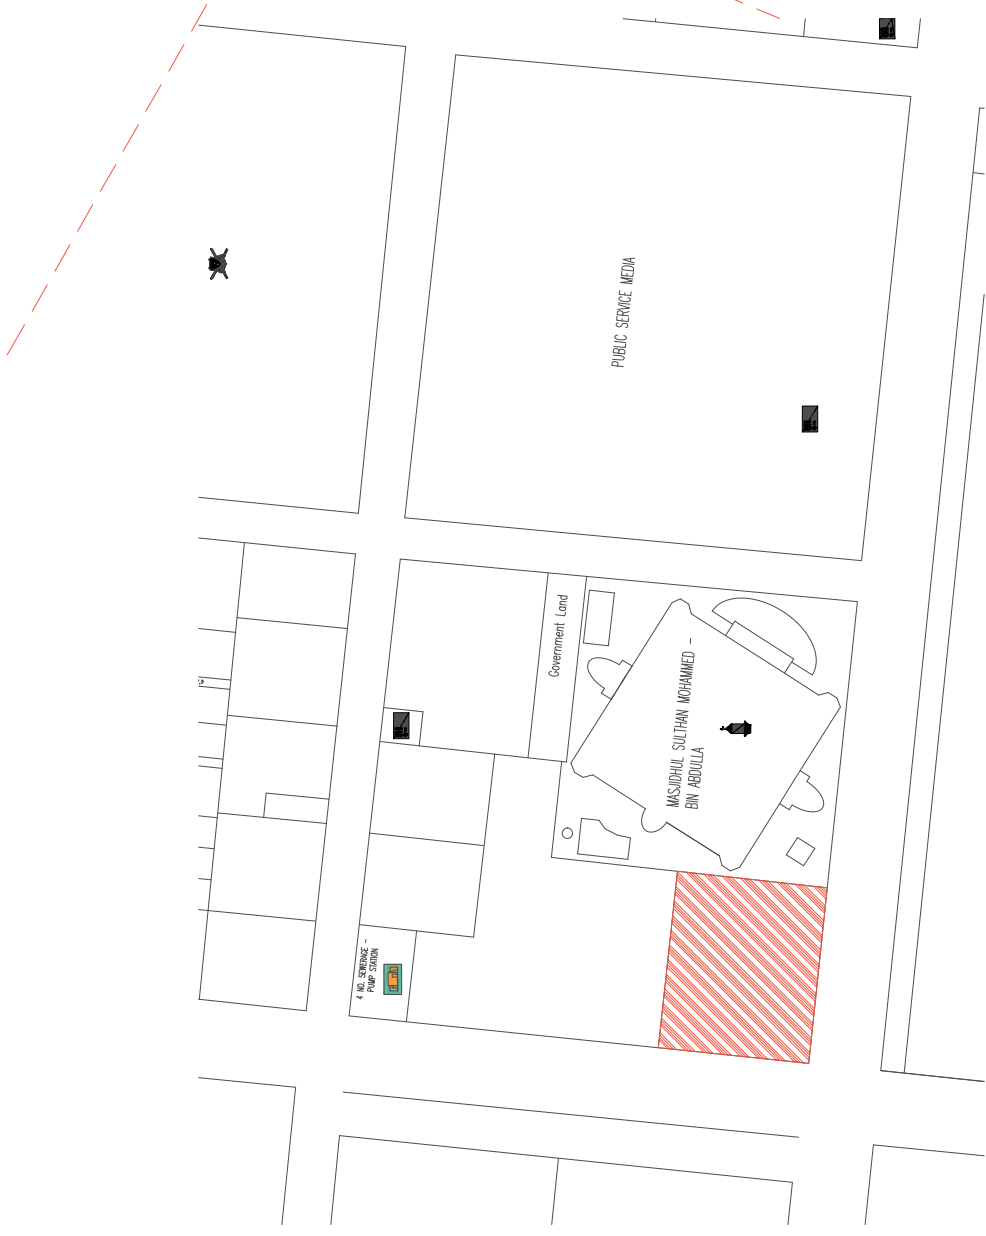 PUBLIC SERVICE MEDIA
Government Land
MASJIDHUL SULTHAN MOHAMMED –
BIN ABDULLA
4 NO. SEWERAGE –
PUMP STATION